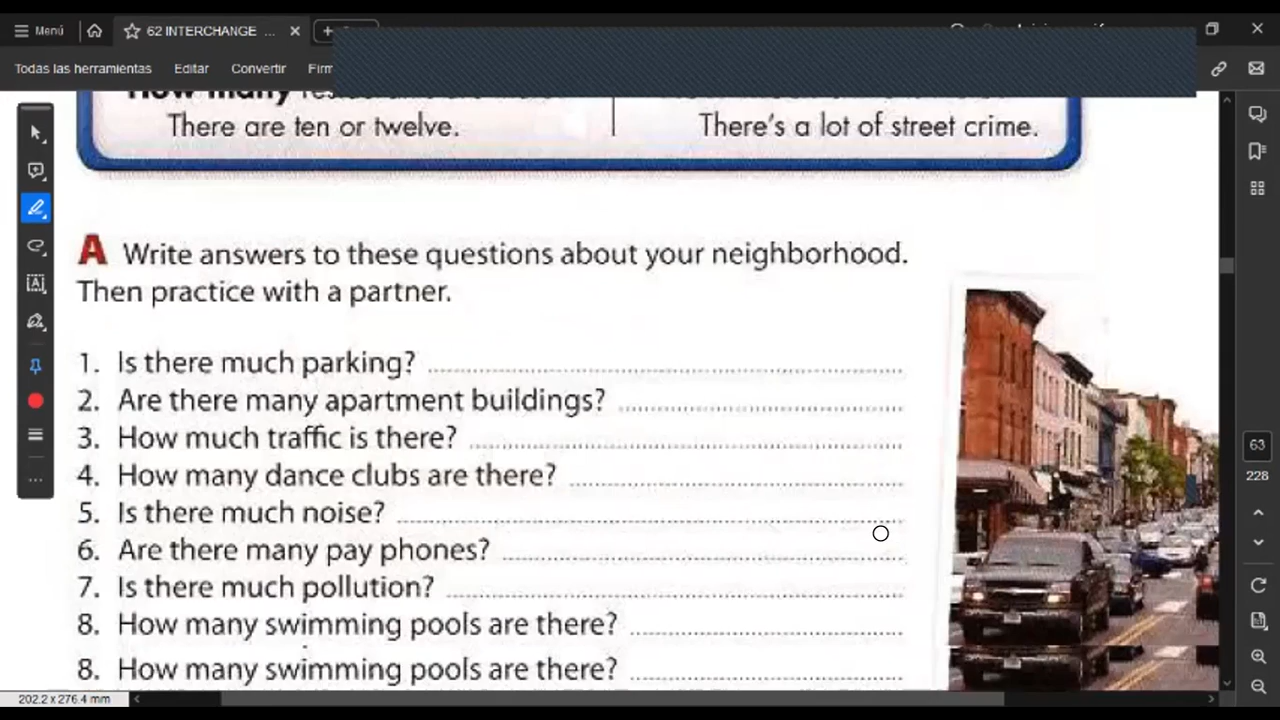 Menú
62 INTERCHANGE ...
Todas las herramientas
Editar
Convertir
Firm
How many
There are ten or twelve.
There's a lot of street crime.
A Write answers to these questions about your neighborhood.
Then practice with a partner.
1. Is there much parking?
2. Are there many apartment buildings?
3. How much traffic is there?
4. How many dance clubs are there?
5. Is there much noise?
6. Are there many pay phones?
7. Is there much pollution?
8. How many swimming pools are there?
8. How many swimming pools are there?
63
228
202.2 x 276.4 mm